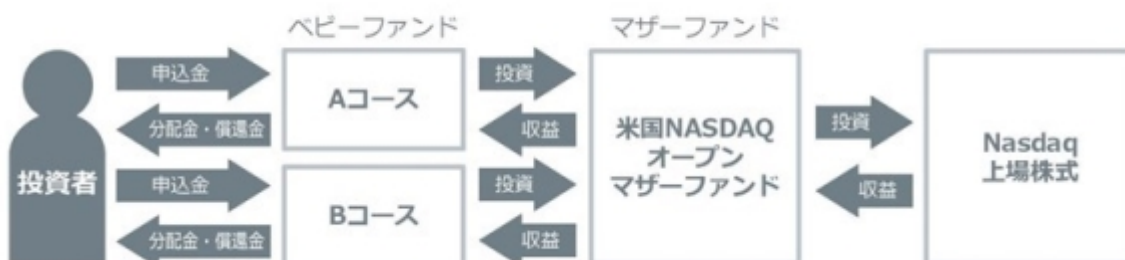 ベビーファンド
マザーファンド
投資者
申込金
分配金・償還金
申込金
分配金・償還金
Aコース
Bコース
投資
収益
投資
収益
米国NASDAQ
オープン
マザーファンド
投資
収益
Nasdaq
上場株式